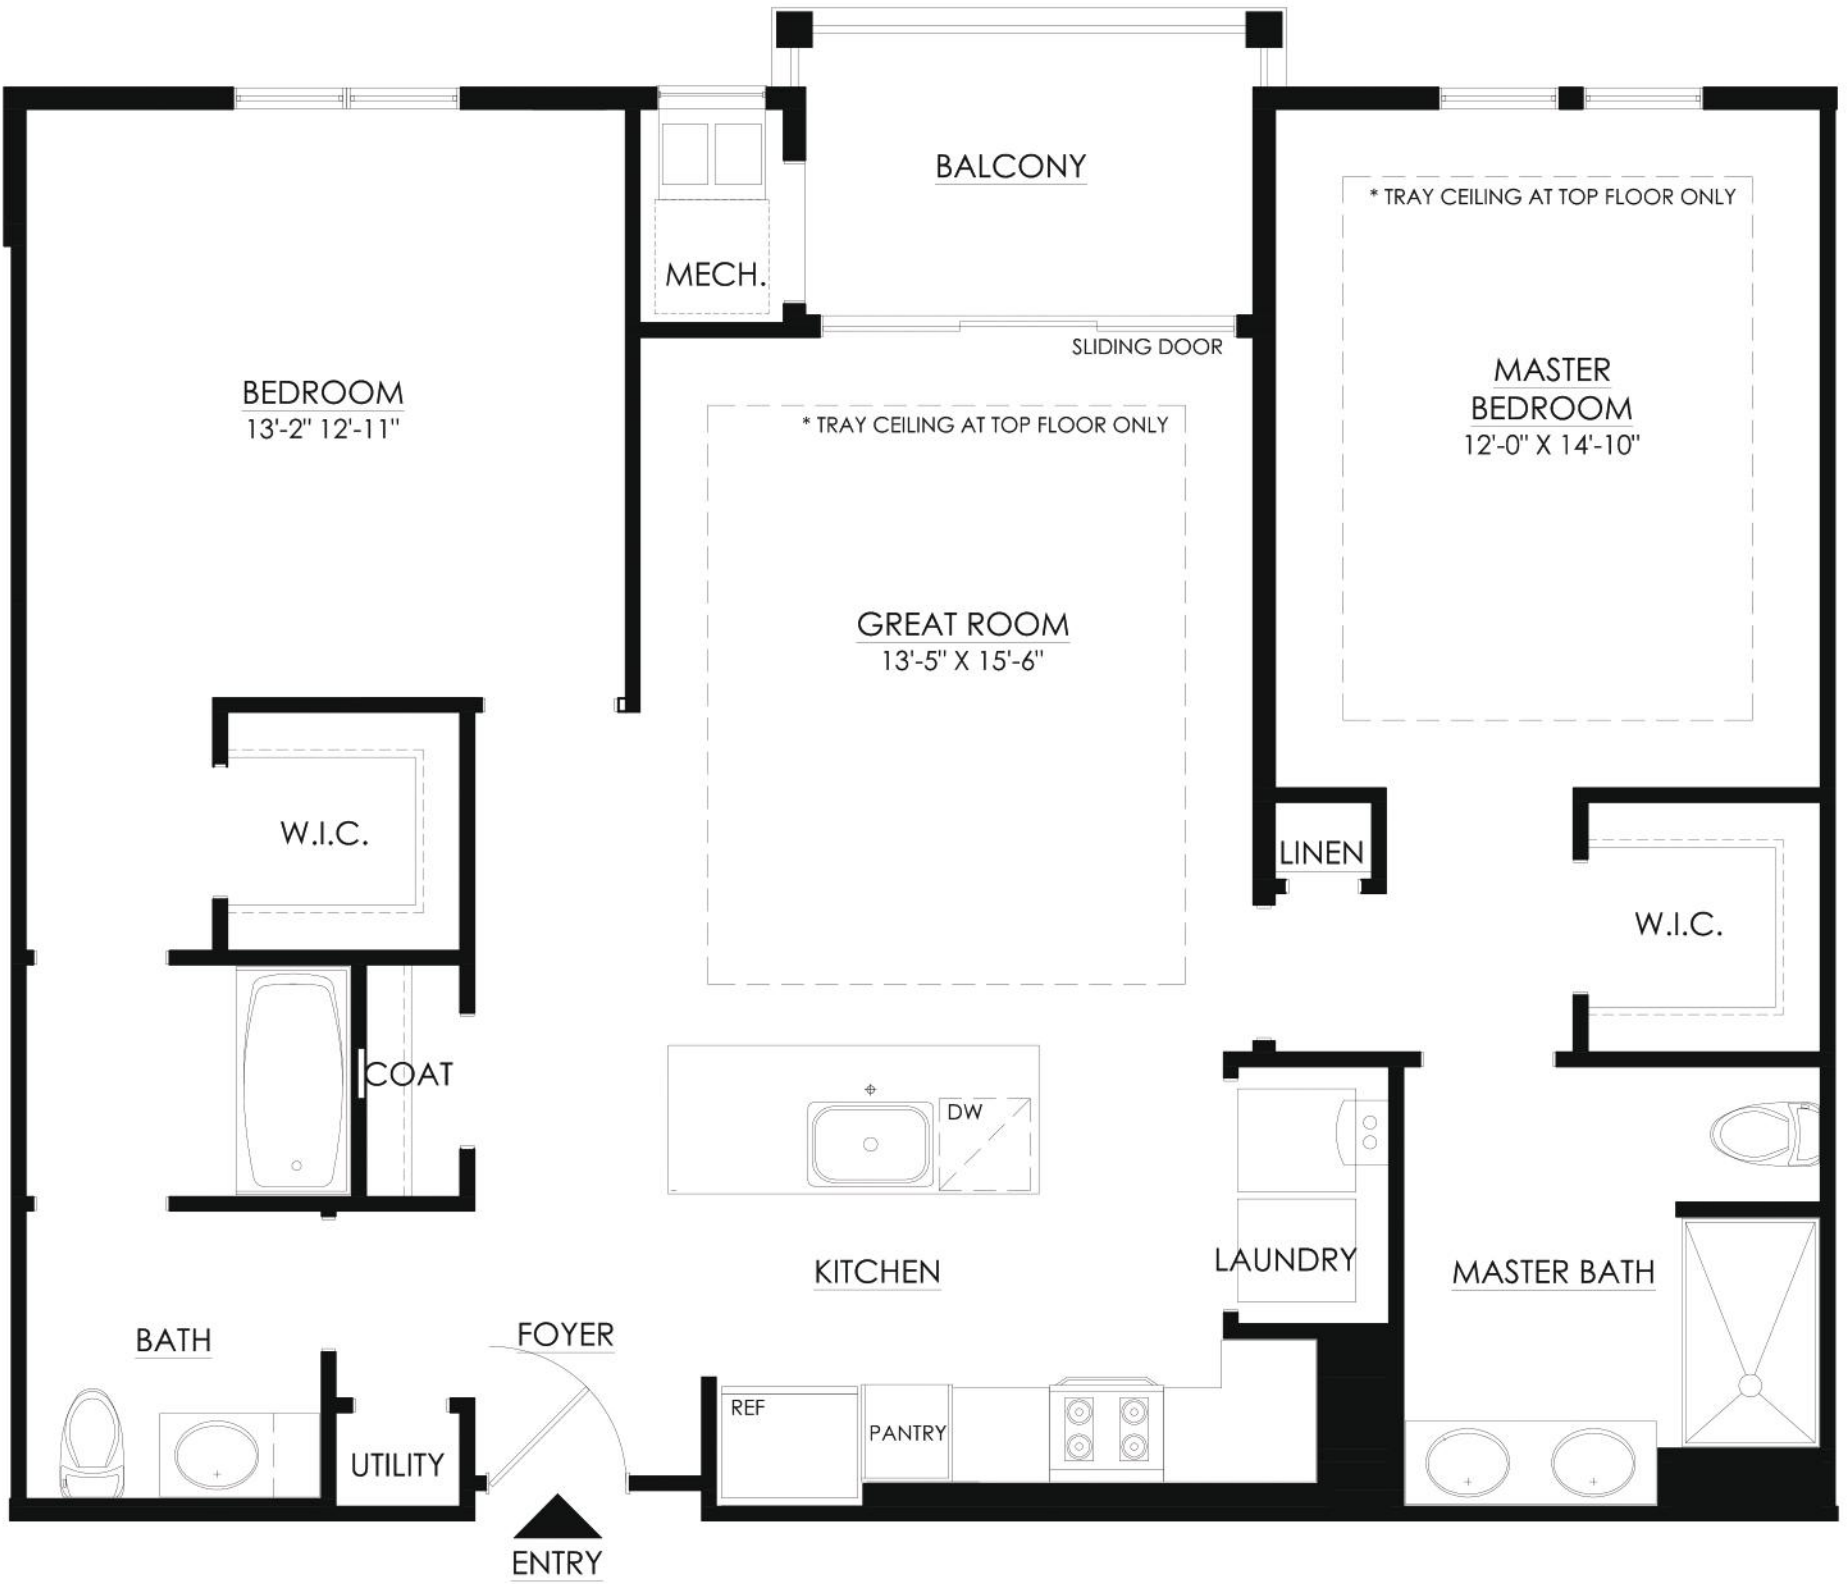 BALCONY
* TRAY CEILING AT TOP FLOOR ONLY
MECH.
SLIDING DOOR
BEDROOM
13'-2" 12'-11"
MASTER
BEDROOM
12'-0" X 14'-10"
* TRAY CEILING AT TOP FLOOR ONLY
GREAT ROOM
13'-5" X 15'-6"
W.I.C.
LINEN
W.I.C.
COAT
DW
KITCHEN
LAUNDRY
MASTER BATH
BATH
FOYER
REF
PANTRY
UTILITY
ENTRY